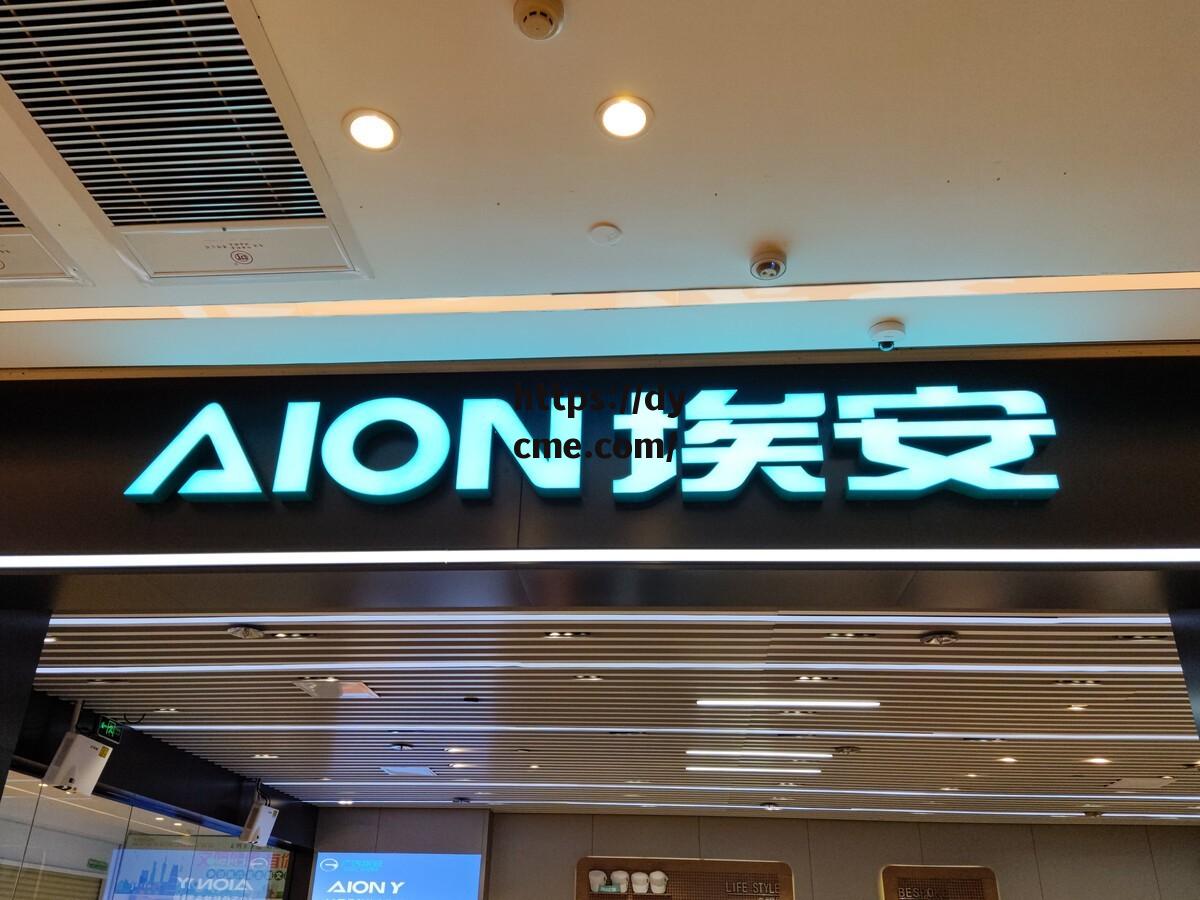 AION 埃安
https://dy
cme.com/
AION Y
LIFE STYLE